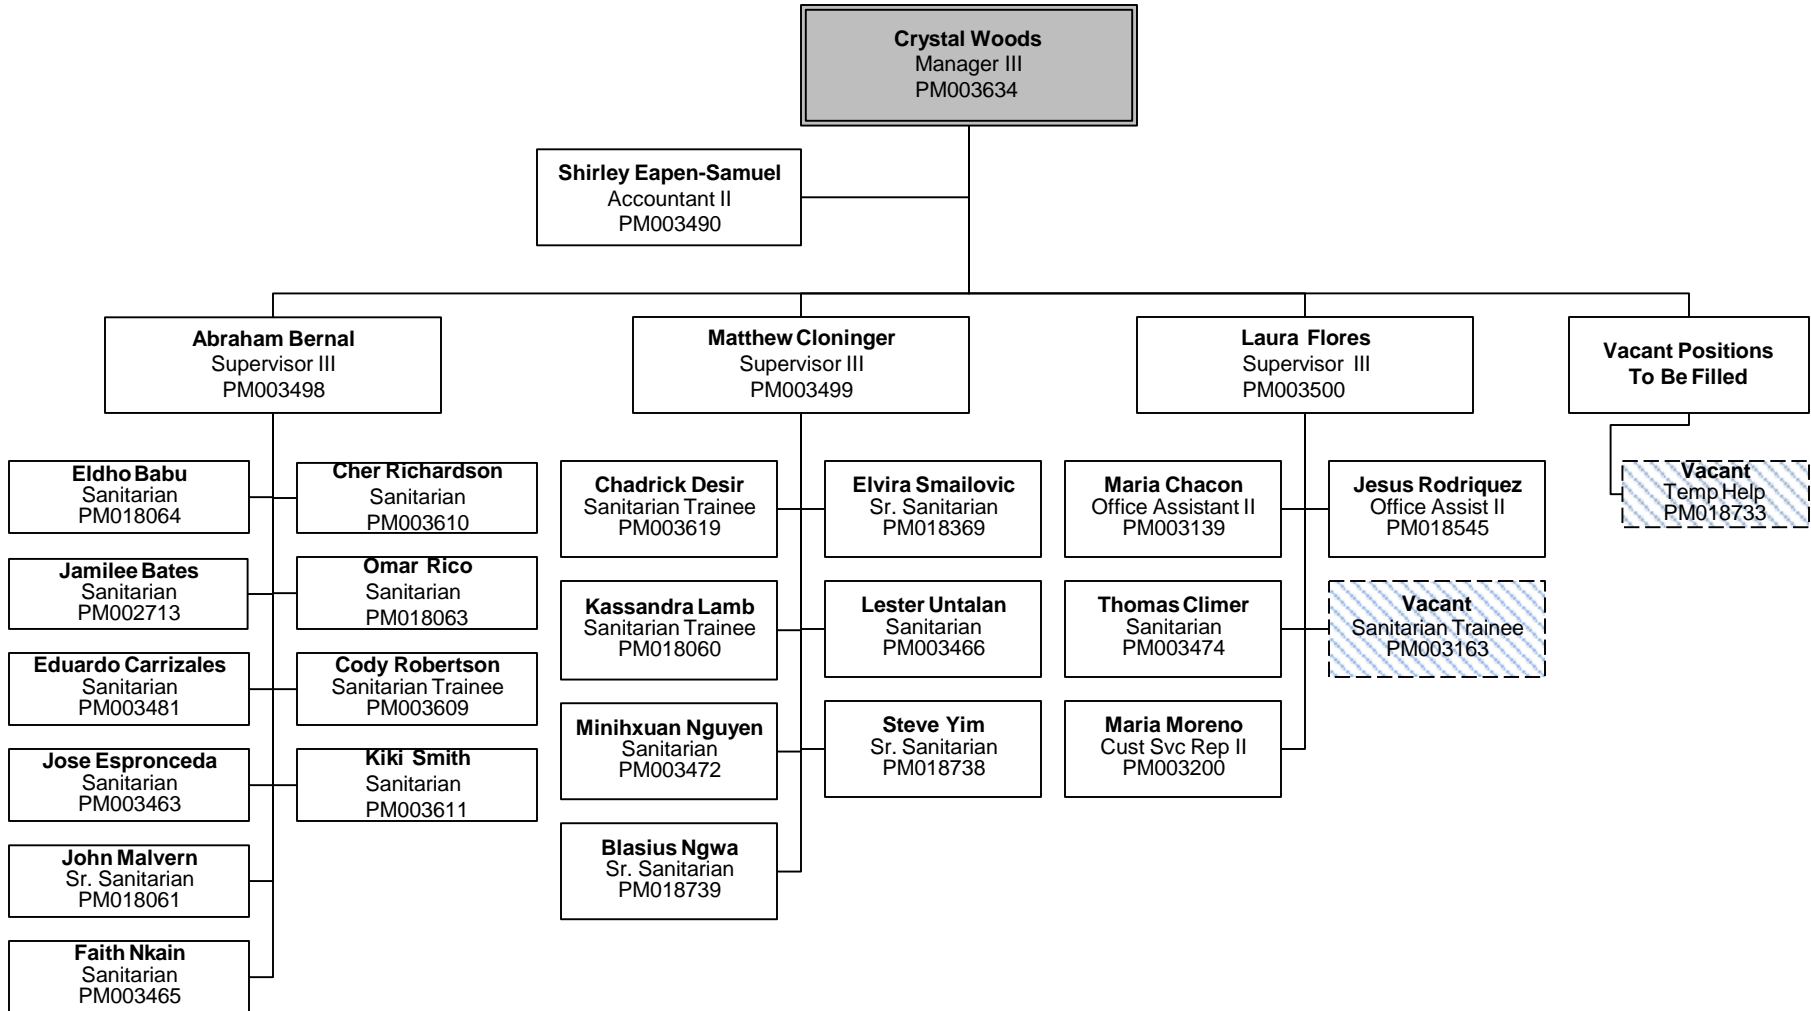 Crystal Woods
Manager III
PM003634
Shirley Eapen-Samuel
Accountant II
PM003490
Abraham Bernal
Supervisor III
PM003498
Matthew Cloninger
Supervisor III
PM003499
Laura Flores
Supervisor III
PM003500
Vacant Positions
To Be Filled
Eldho Babu
Sanitarian
PM018064
Cher Richardson
Sanitarian
PM003610
Jamilee Bates
Sanitarian
PM002713
Omar Rico
Sanitarian
PM018063
Eduardo Carrizales
Sanitarian
PM003481
Cody Robertson
Sanitarian Trainee
PM003609
Jose Espronceda
Sanitarian
PM003463
Kiki Smith
Sanitarian
PM003611
John Malvern
Sr. Sanitarian
PM018061
Faith Nkain
Sanitarian
PM003465
Chadrick Desir
Sanitarian Trainee
PM003619
Elvira Smailovic
Sr. Sanitarian
PM018369
Kassandra Lamb
Sanitarian Trainee
PM018060
Lester Untalan
Sanitarian
PM003466
Minihxuan Nguyen
Sanitarian
PM003472
Steve Yim
Sr. Sanitarian
PM018738
Blasius Ngwa
Sr. Sanitarian
PM018739
Maria Chacon
Office Assistant II
PM003139
Jesus Rodriquez
Office Assist II
PM018545
Thomas Climer
Sanitarian
PM003474
Vacant
Sanitarian Trainee
PM003163
Maria Moreno
Cust Svc Rep II
PM003200
Vacant
Temp Help
PM018733